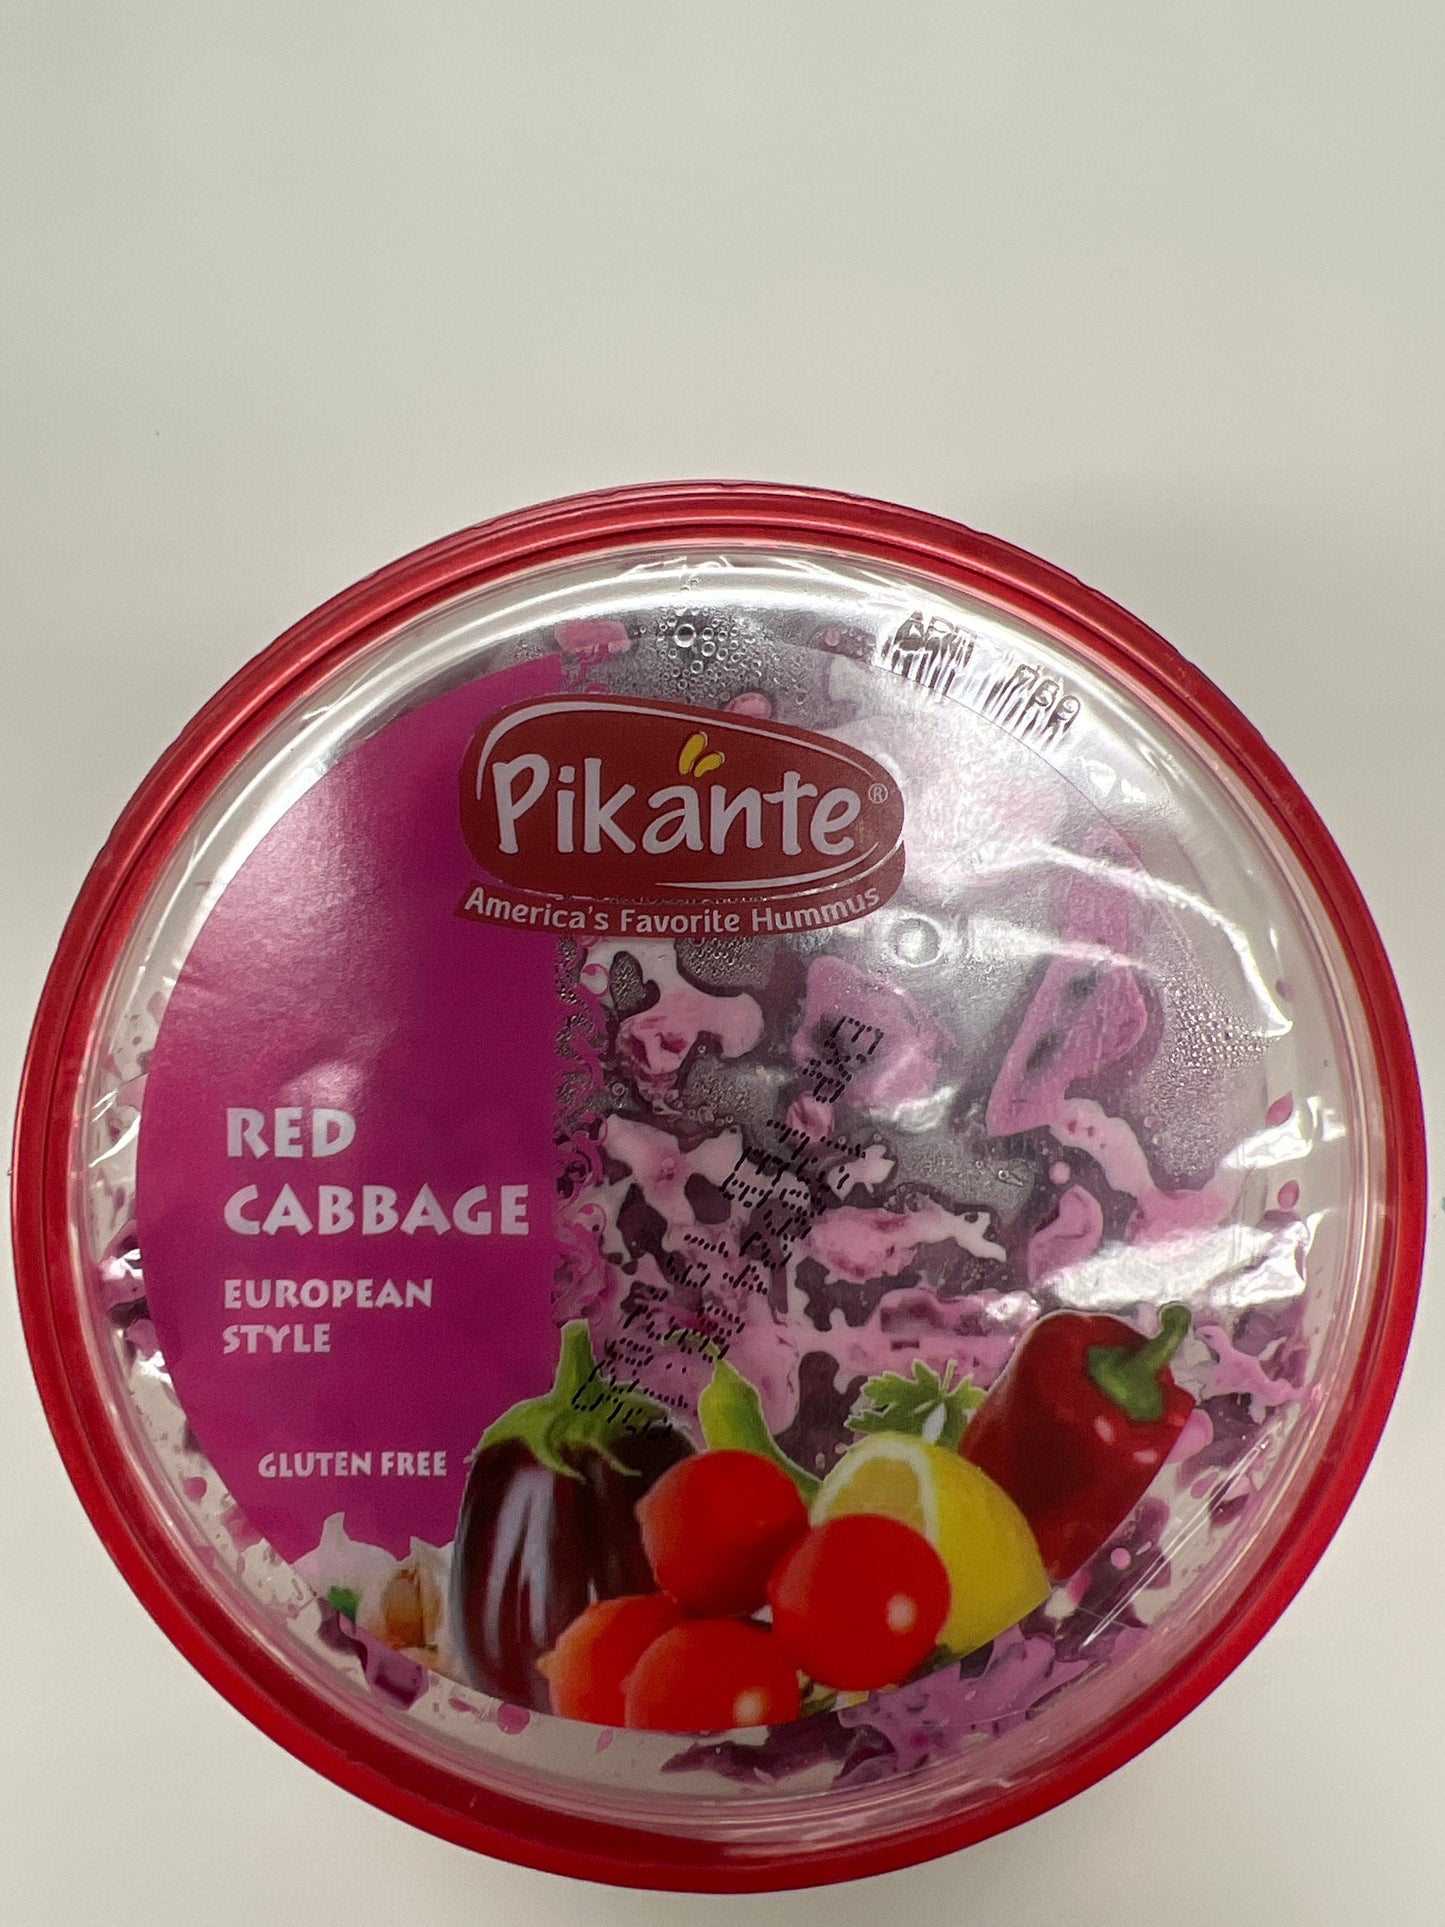 Pikante®
America's Favorite Hummus
RED
CABBAGE
EUROPEAN
STYLE
GLUTEN FREE